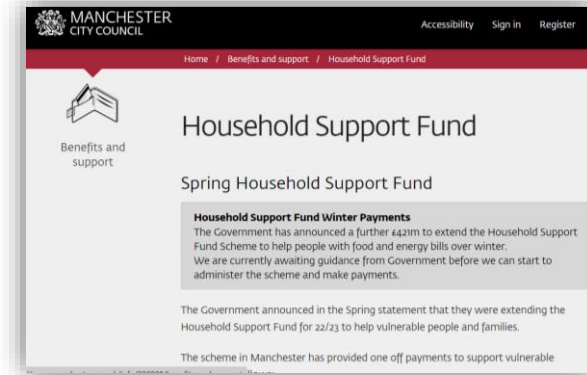 MANCHESTER
CITY COUNCIL
Accessibility Sign in Register
Home / Benefits and support / Household Support Fund
Benefits and
support
Household Support Fund
Spring Household Support Fund
Household Support Fund Winter Payments
The Government has announced a further £421m to extend the Household Support
Fund Scheme to help people with food and energy bills over winter.
We are currently awaiting guidance from Government before we can start to
administer the scheme and make payments.
The Government announced in the Spring statement that they were extending the
Household Support Fund for 22/23 to help vulnerable people and families.
The scheme in Manchester has provided one off payments to support vulnerable